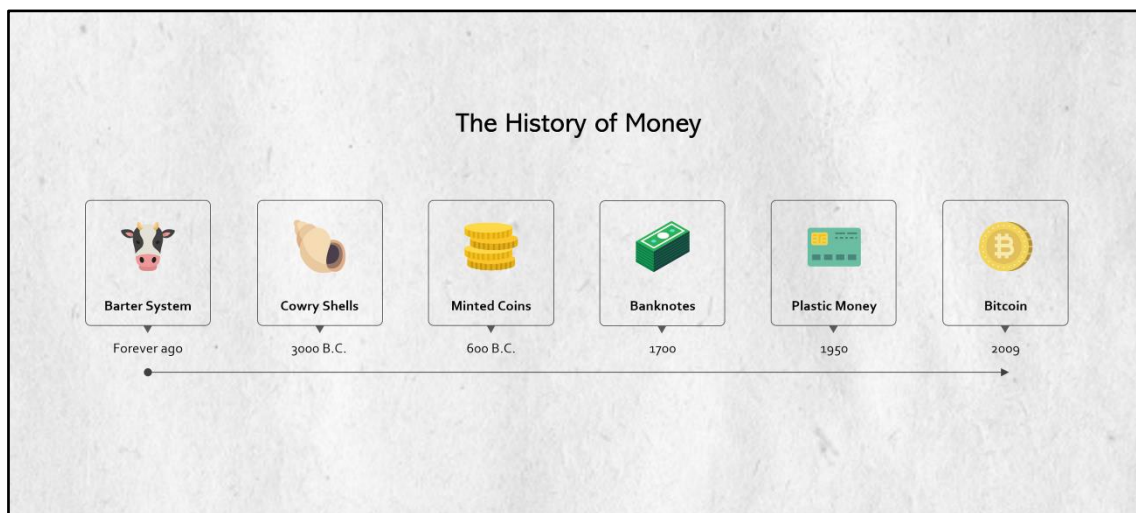 The History of Money
Barter System
Cowry Shells
Minted Coins
Banknotes
Plastic Money
Bitcoin
Forever ago
3000 B.C.
600 B.C.
1700
1950
2009